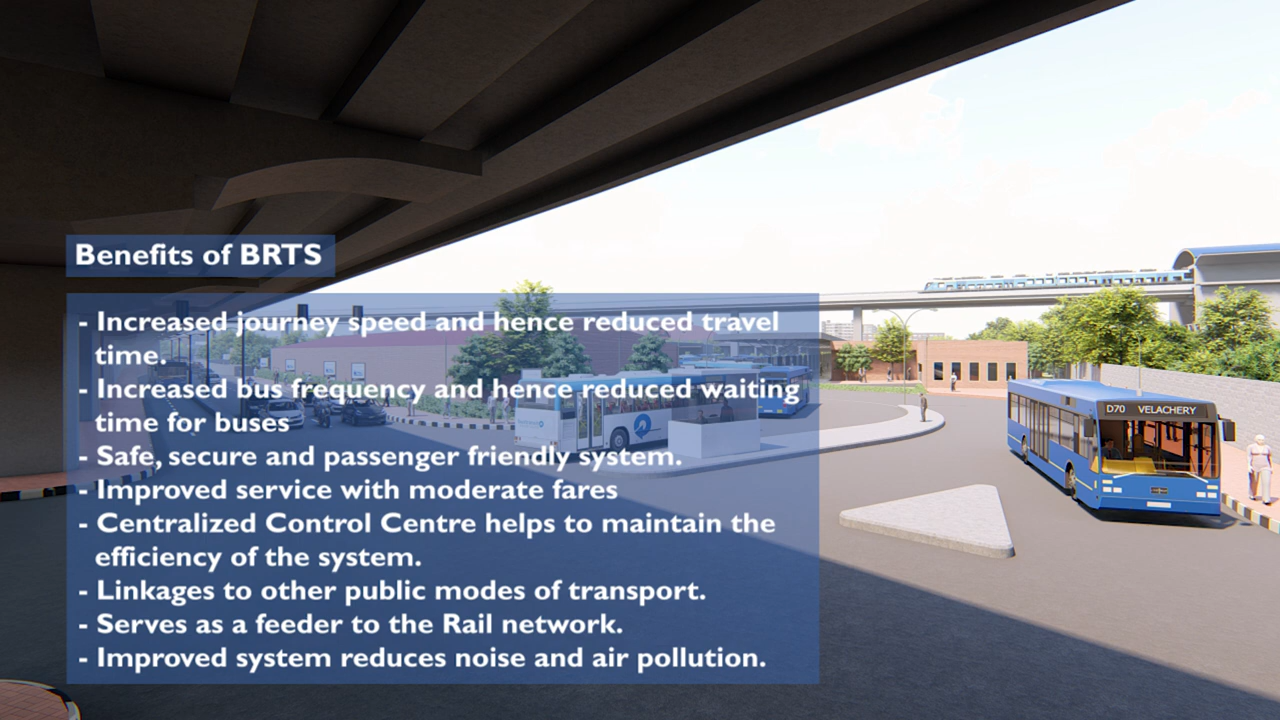 Benefits of BRTS
- Increased journey speed and hence reduced travel
time.
- Increased bus frequency and hence reduced waiting
time for buses
- Safe, secure and passenger friendly system.
- Improved service with moderate fares
- Centralized Control Centre helps to maintain the
efficiency of the system.
- Linkages to other public modes of transport.
- Serves as a feeder to the Rail network.
- Improved system reduces noise and air pollution.
D70 VELACHERY